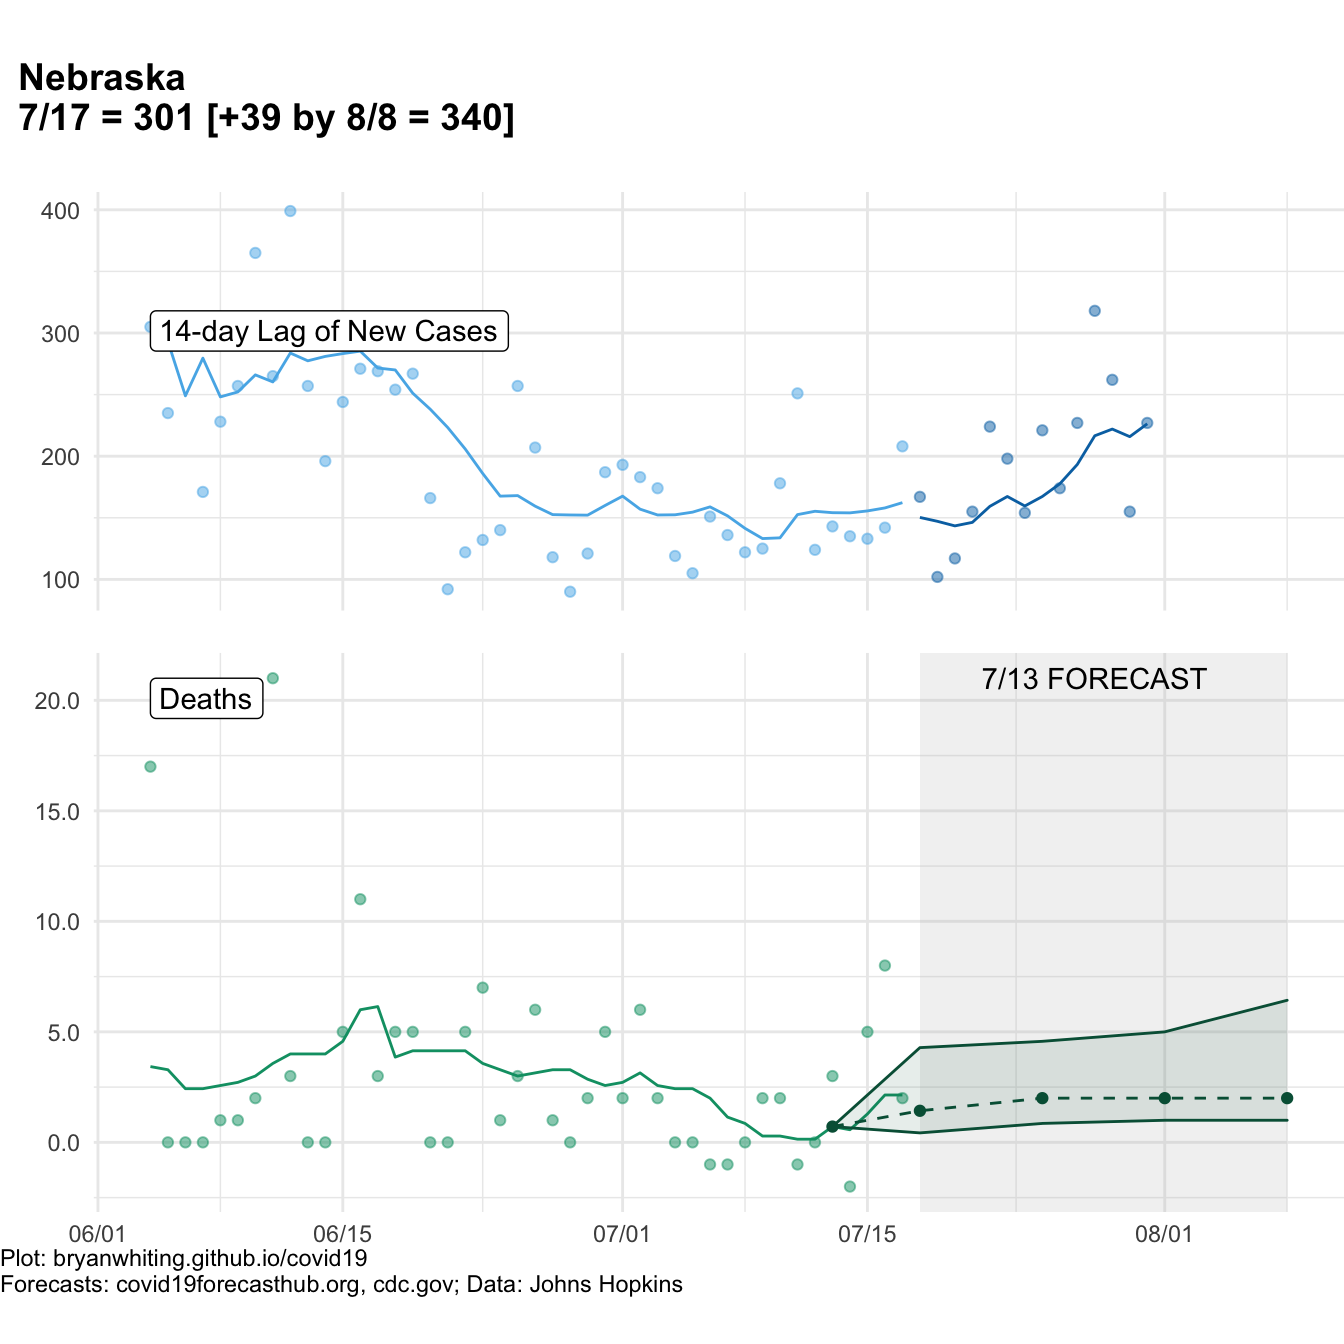 Nebraska
7/17 = 301 [+39 by 8/8 = 340]
400
300
200
100
14-day Lag of New Cases
20.0
15.0
10.0
5.0
0.0
Deaths
7/13 FORECAST
06/01 06/15 07/01 07/15 08/01
Plot: bryanwhiting.github.io/covid19
Forecasts: covid19forecasthub.org, cdc.gov; Data: Johns Hopkins